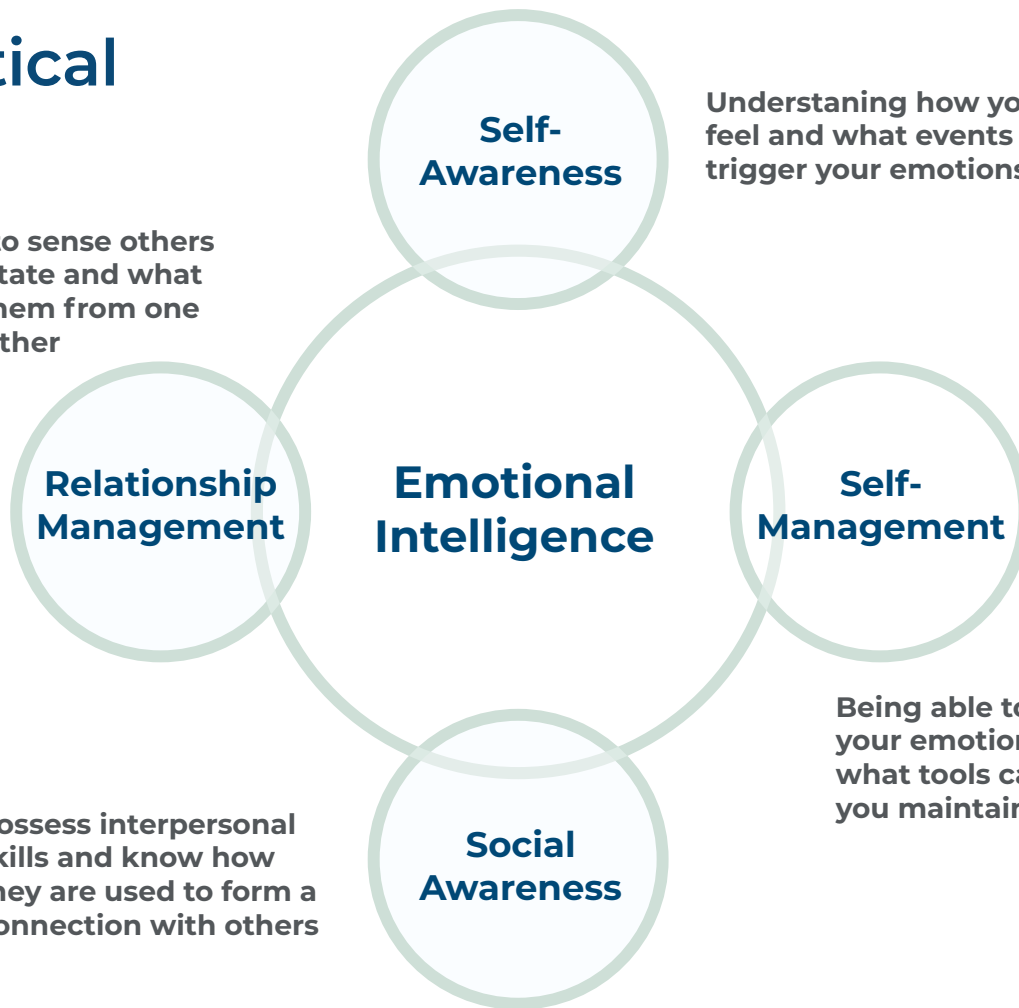 tical
Self-
Awareness
Understaning how yo
feel and what events
trigger your emotions
to sense others
tate and what
hem from one
ther
Relationship
Management
Emotional
Intelligence
Self-
Management
Being able to
your emotion
what tools ca
you maintain
ossess interpersonal
kills and know how
hey are used to form a
onnection with others
Social
Awareness